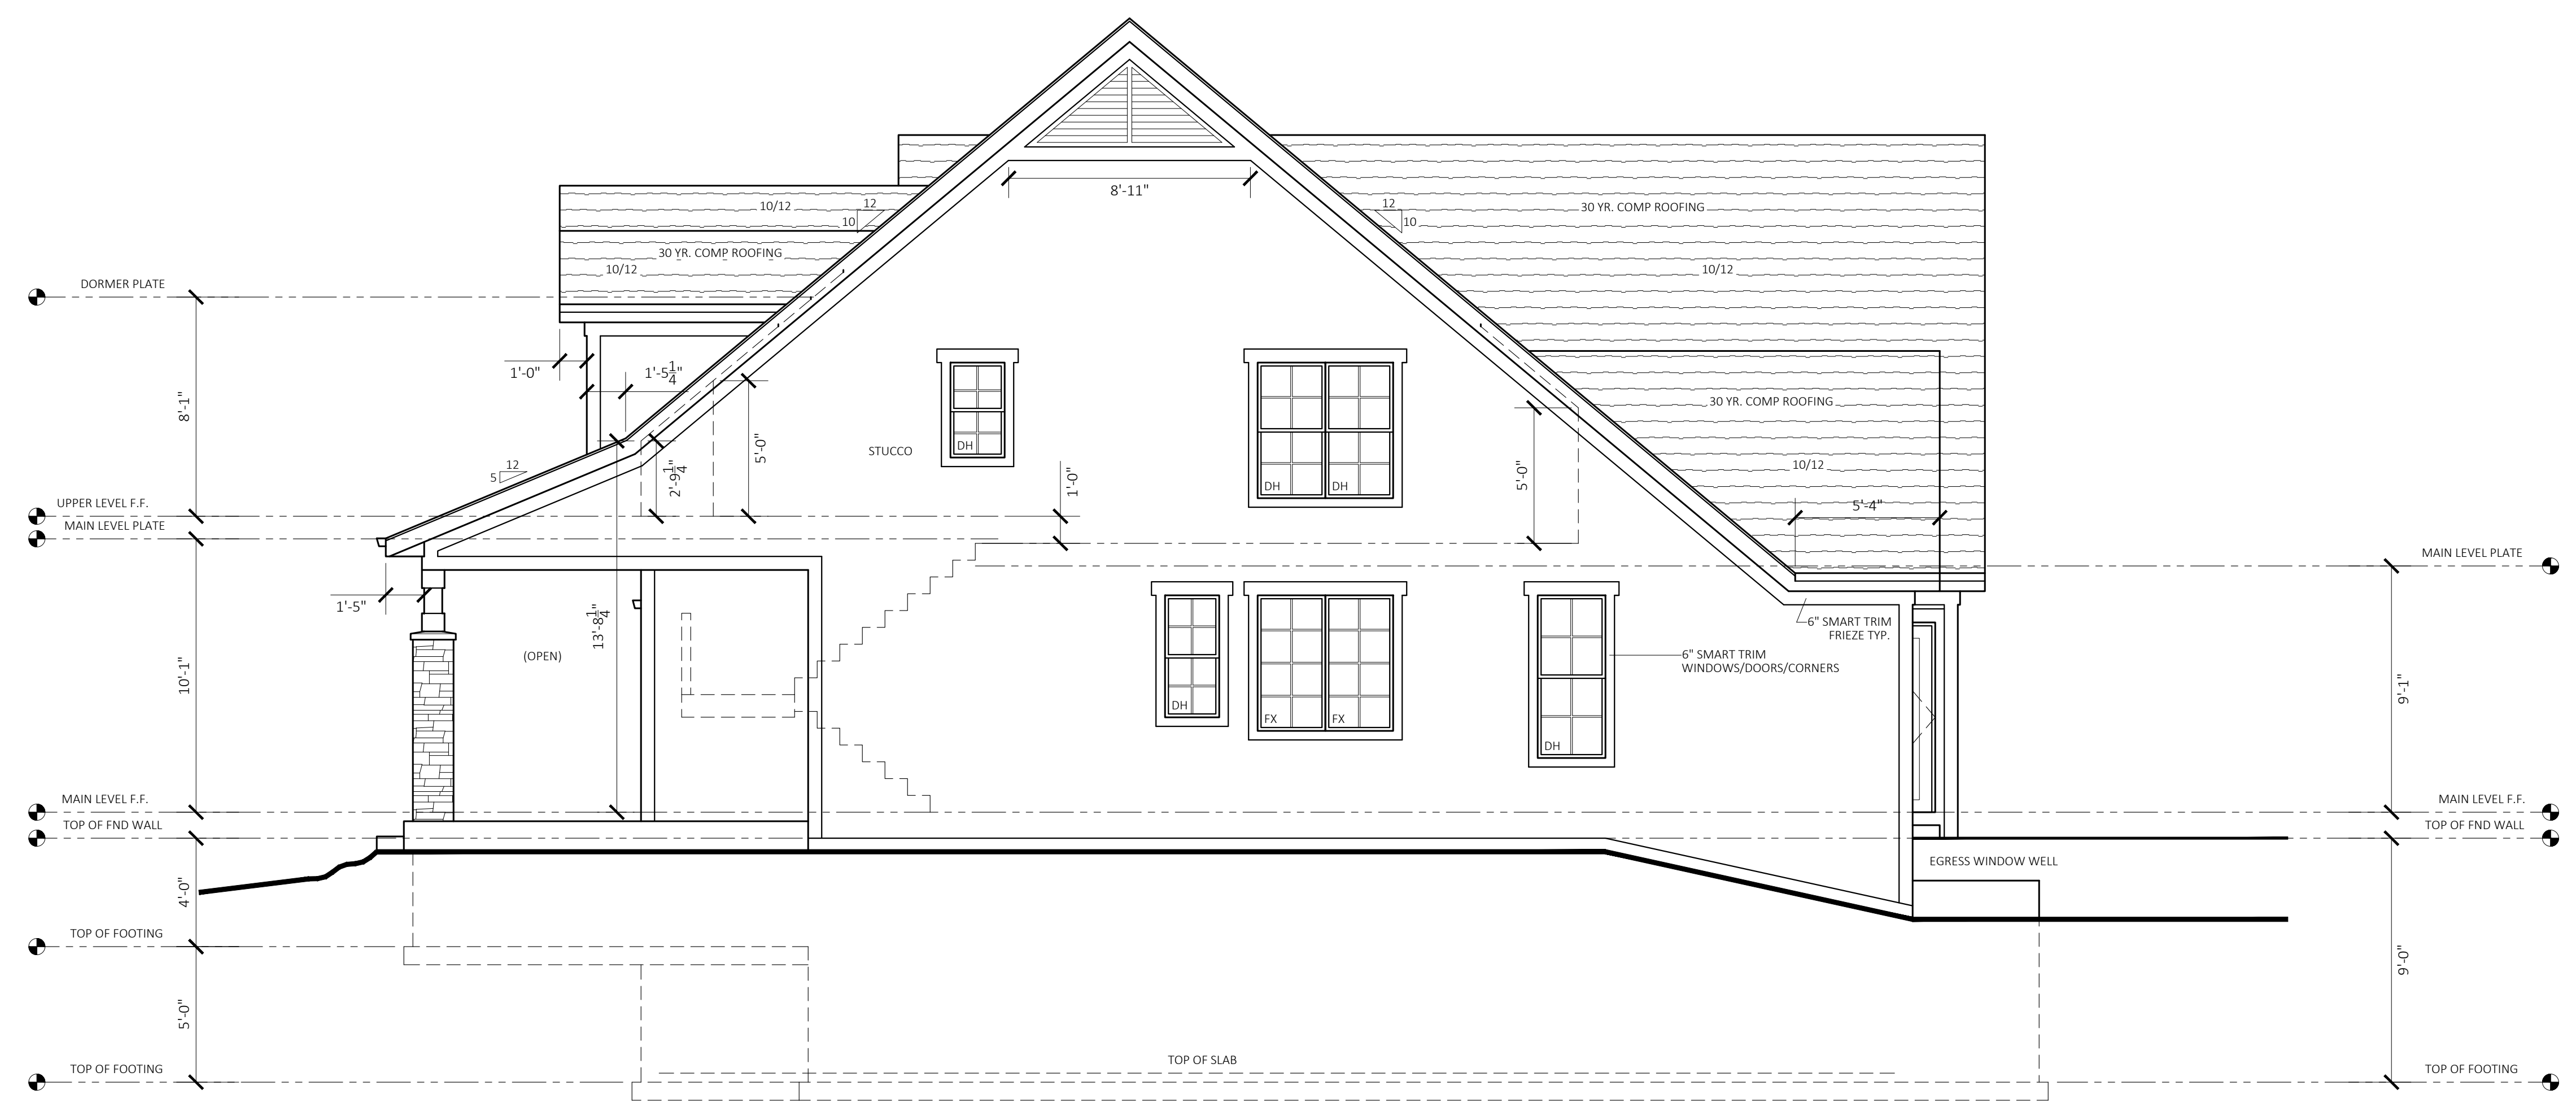 8'-11"
10/12
12
10
12
10
30 YR. COMP ROOFING
30 YR. COMP ROOFING
10/12
10/12
DORMER PLATE
1'-0"
1'-5 1/4"
8'-1"
30 YR. COMP ROOFING
5'-0"
STUCCO
DH
12
5
2'-9 1/4"
1'-0"
DH
DH
5'-0"
10/12
5'-4"
UPPER LEVEL F.F.
MAIN LEVEL PLATE
MAIN LEVEL PLATE
1'-5"
13'-8 1/4"
6" SMART TRIM
FRIEZE TYP.
(OPEN)
6" SMART TRIM
WINDOWS/DOORS/CORNERS
10'-1"
9'-1"
DH
FX
FX
DH
MAIN LEVEL F.F.
MAIN LEVEL F.F.
TOP OF FND WALL
TOP OF FND WALL
EGRESS WINDOW WELL
4'-0"
TOP OF FOOTING
9'-0"
5'-0"
TOP OF SLAB
TOP OF FOOTING
TOP OF FOOTING